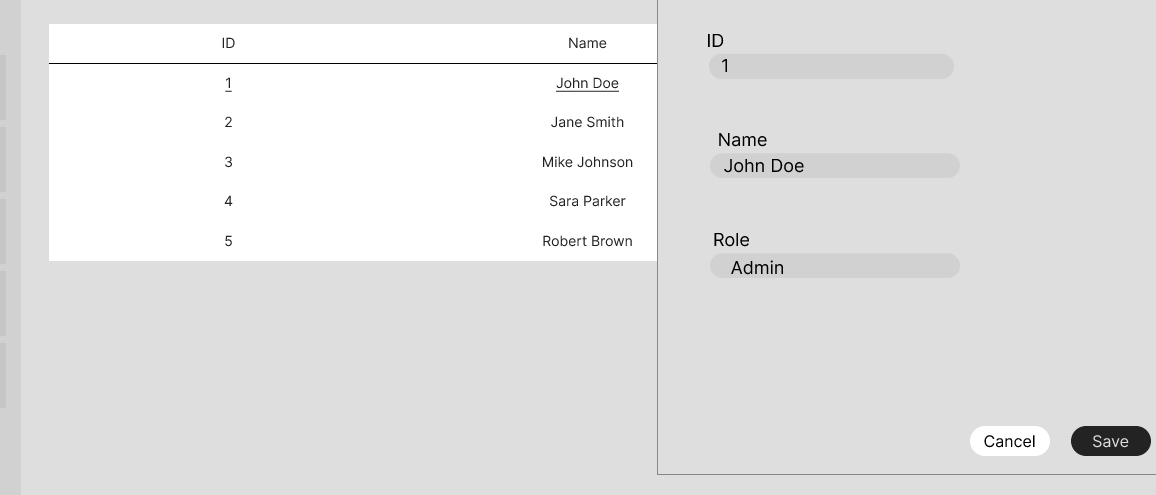 ID Name
1 John Doe
2 Jane Smith
3 Mike Johnson
4 Sara Parker
5 Robert Brown
ID
1
Name
John Doe
Role
Admin
Cancel Save